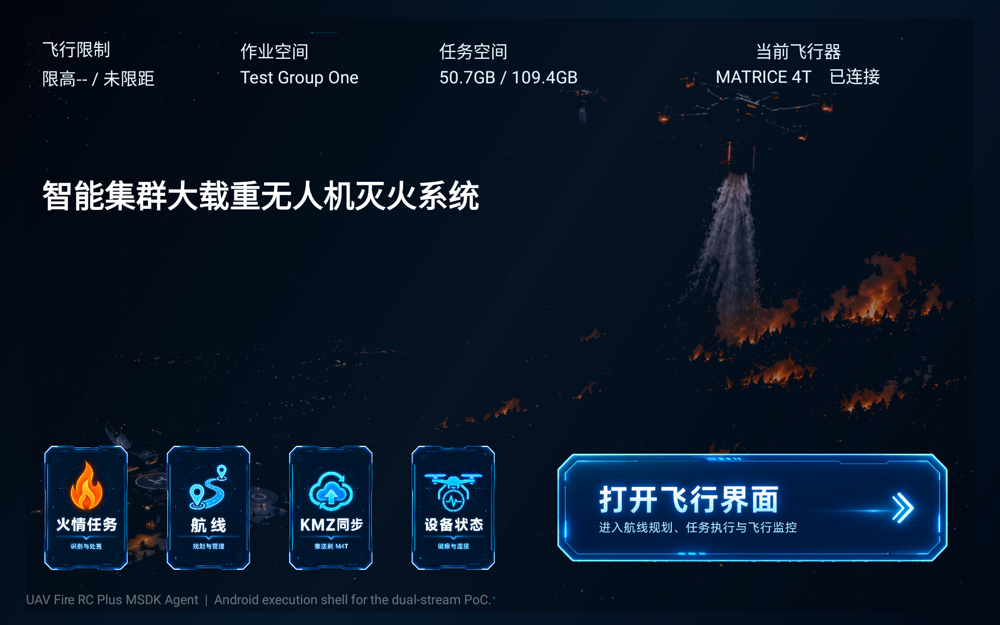 飞行限制
限高-- / 未限距
作业空间
Test Group One
任务空间
50.7GB / 109.4GB
当前飞行器
MATRICE 4T 已连接
智能集群大载重无人机灭火系统
火情任务
识别与处置
航线
规划与管理
KMZ同步
推送到 M4T
设备状态
健康与连接
打开飞行界面
进入航线规划、任务执行与飞行监控
UAV Fire RC Plus MSDK Agent | Android execution shell for the dual-stream PoC.